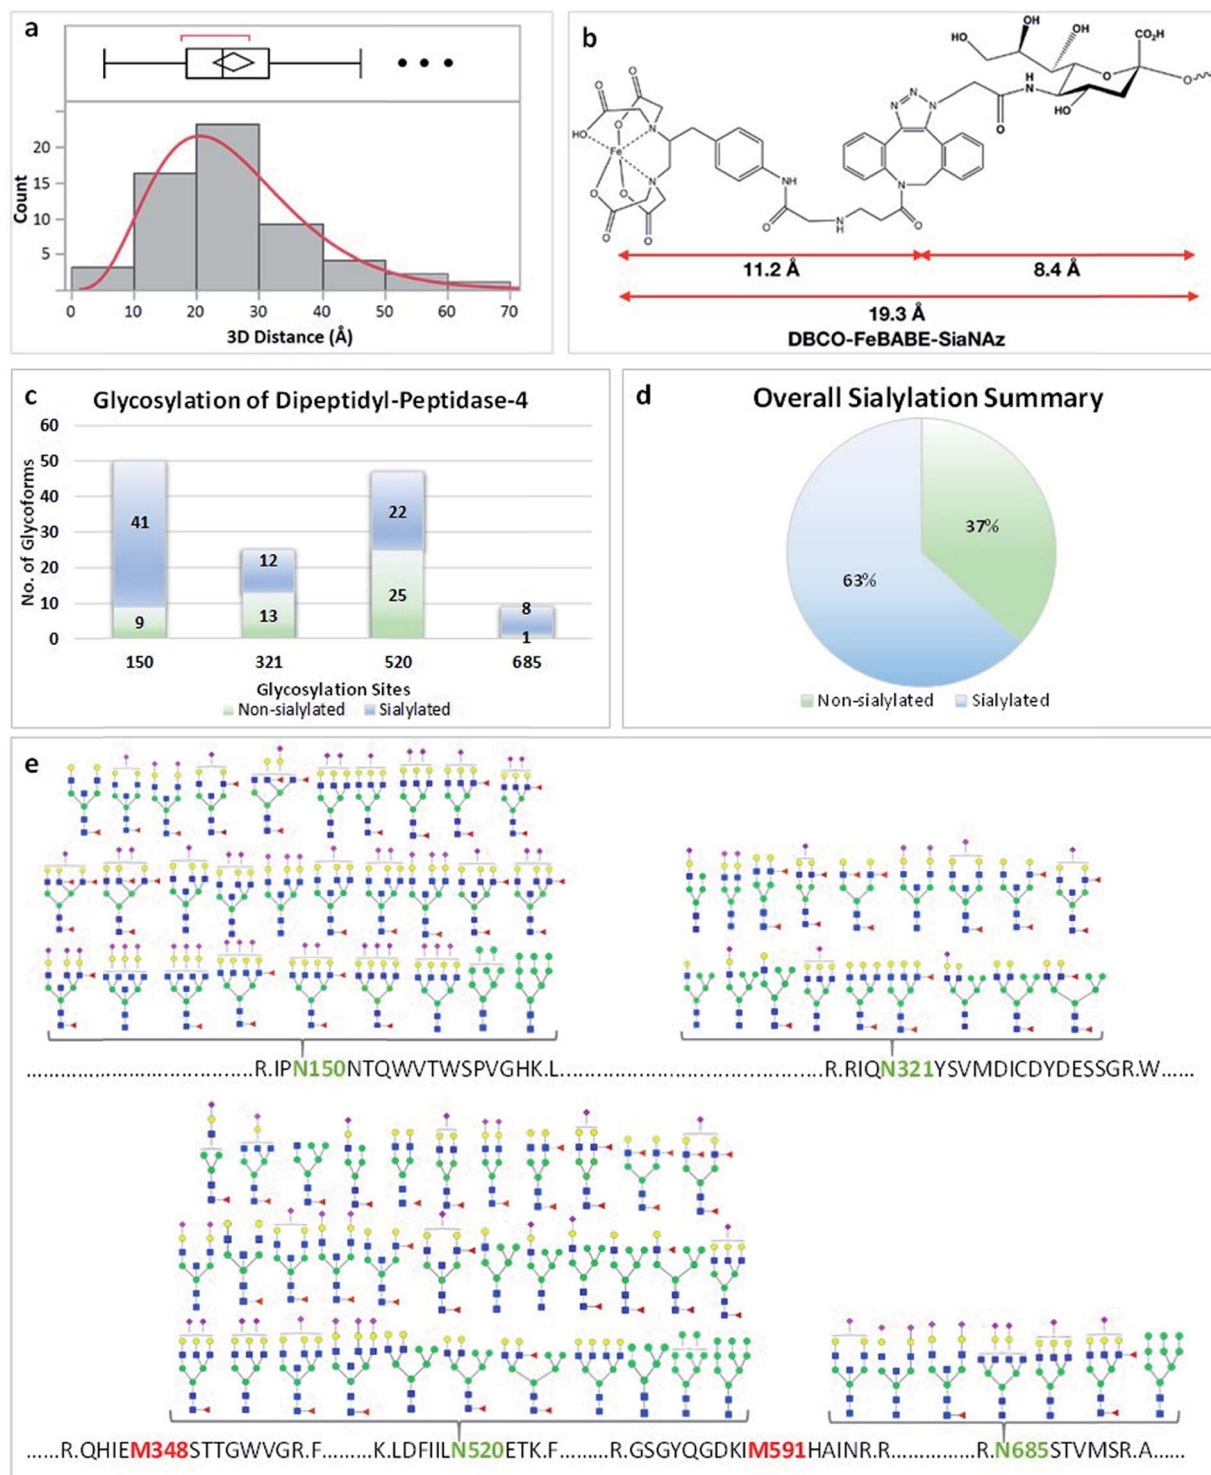 a
Count
20
15
10
5
0 10 20 30 40 50 60 70
3D Distance (Å)
b
HO OH OH CO₂H
HO
O
O
O
HO
Fe
O
O
O
O
O
N
N
NH
O
N
H
O
N
N
N
N
O
H
N
O
O
HO
11.2 Å 8.4 Å
19.3 Å
DBCO-FeBABE-SiaNAz
c
Glycosylation of Dipeptidyl-Peptidase-4
No. of Glycoforms
60
50
40
30
20
10
0
41
9
12
13
22
25
8
1
150 321 520 685
Glycosylation Sites
Non-sialylated Sialylated
d
Overall Sialylation Summary
37%
63%
Non-sialylated Sialylated
e
............................................R.IPN150NTQWVTWSPVGHK.L..................................................R.RIQN321YSVMDICDYDESSGR.W......
......R.QHIEM348STTGWVGR.F.........K.LDFIILN520ETK.F.........R.GSGYQGDKIM591HAINR.R...............R.N685STVMSR.A......